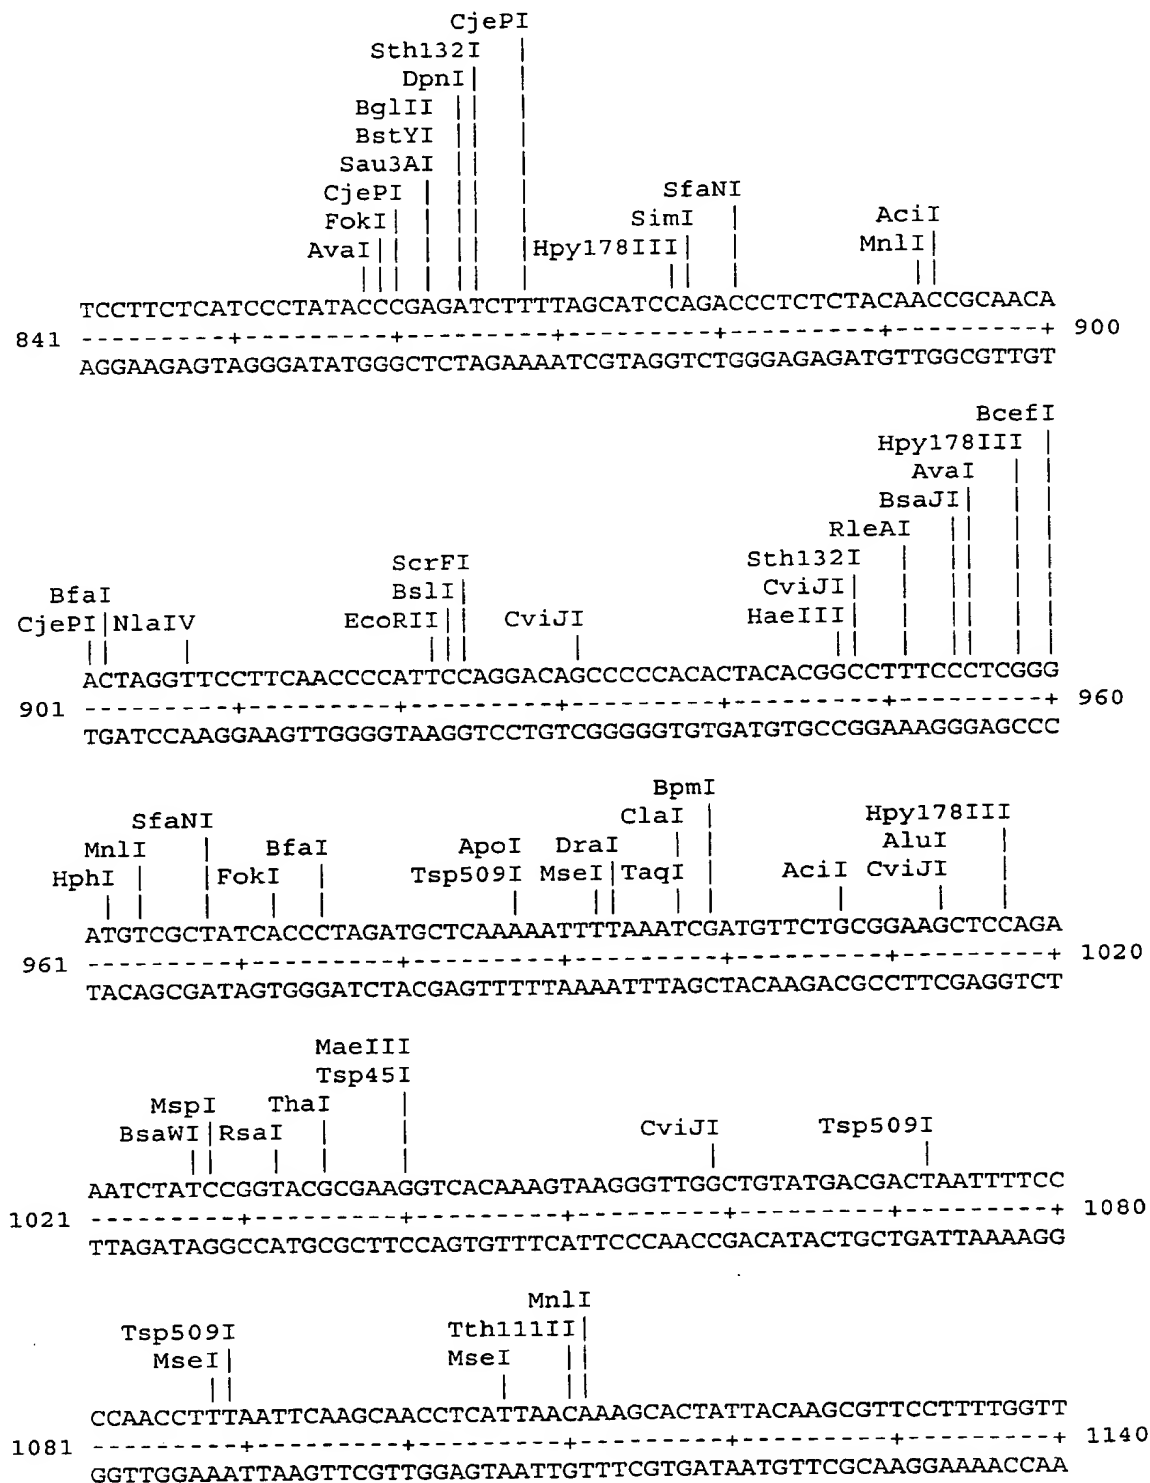 CjePI
Sth132I
DpnI
BglII
BstYI
Sau3AI
CjePI
SfaNI
FokI SimI AciI
AvaI Hpy178III MnlI
TCCTTCTCATCCCTATACCCGAGATCTTTTAGCATCCAGACCCTCTCTACAACCGCAACA
841 ---------+---------+---------+---------+---------+---------+ 900
AGGAAGAGTAGGGATATGGGCTCTAGAAAATCGTAGGTCTGGGAGAGATGTTGGCGTTGT
BcefI
Hpy178III
AvaI
BsaJI
RleAI
ScrFI Sth132I
BfaI BslI CviJI
CjePI NlaIV EcoRII CviJI HaeIII
ACTAGGTTCCTTCAACCCCATTCCAGGACAGCCCCCACACTACACGGCCTTTCCCTCGGG
901 ---------+---------+---------+---------+---------+---------+ 960
TGATCCAAGGAAGTTGGGGTAAGGTCCTGTCGGGGGTGTGATGTGCCGGAAAGGGAGCCC
BpmI
SfaNI ClaI Hpy178III
MnlI BfaI ApoI DraI AluI
HphI FokI Tsp509I MseI TaqI AciI CviJI
ATGTCGCTATCACCCTAGATGCTCAAAAATTTTAAATCGATGTTCTGCGGAAGCTCCAGA
961 ---------+---------+---------+---------+---------+---------+ 1020
TACAGCGATAGTGGGATCTACGAGTTTTTAAAATTTAGCTACAAGACGCCTTCGAGGTCT
MaeIII
Tsp45I
MspI ThaI
BsaWI RsaI CviJI Tsp509I
AATCTATCCGGTACGCGAAGGTCACAAAGTAAGGGTTGGCTGTATGACGACTAATTTTCC
1021 ---------+---------+---------+---------+---------+---------+ 1080
TTAGATAGGCCATGCGCTTCCAGTGTTTCATTCCCAACCGACATACTGCTGATTAAAAGG
MnlI
Tsp509I Tth111II
MseI MseI
CCAACCTTTAATTCAAGCAACCTCATTAACAAAGCACTATTACAAGCGTTCCTTTTGGTT
1081 ---------+---------+---------+---------+---------+---------+ 1140
GGTTGGAAATTAAGTTCGTTGGAGTAATTGTTTCGTGATAATGTTCGCAAGGAAAACCAA